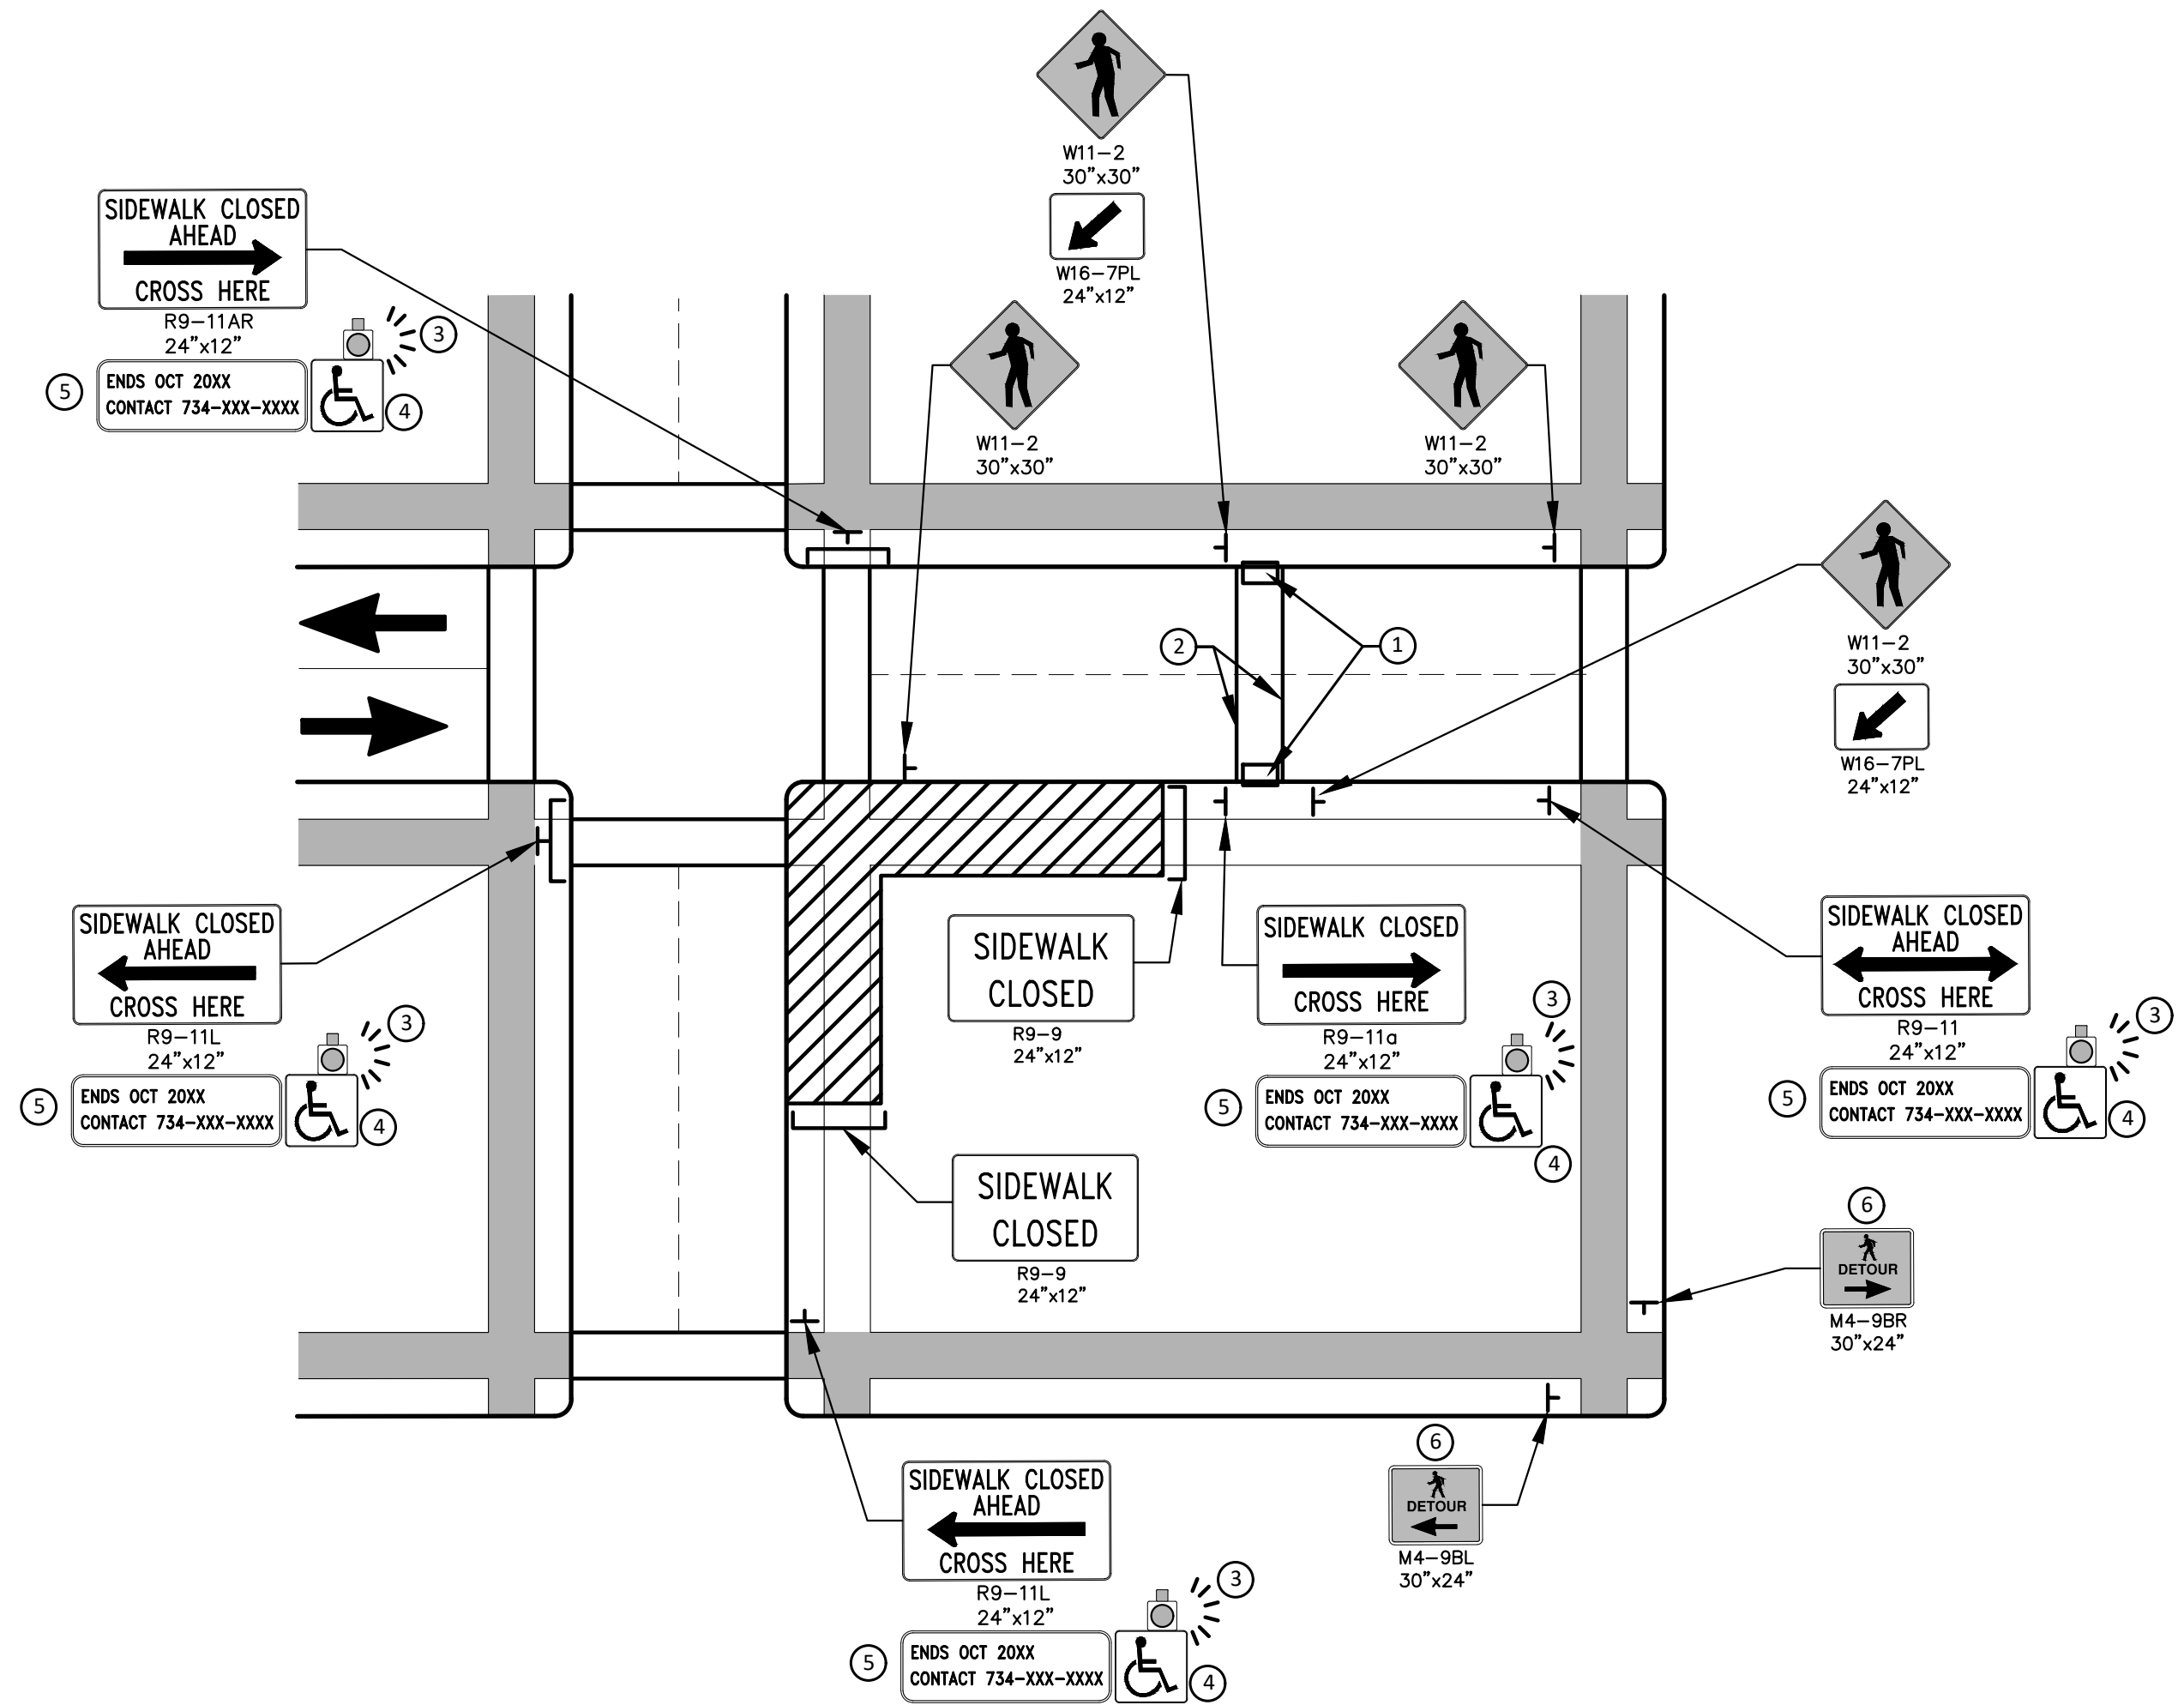 W11-2
30"x30"
W16-7PL
24"x12"
SIDEWALK CLOSED
AHEAD
CROSS HERE
R9-11AR
24"x12"
3
5
ENDS OCT 20XX
CONTACT 734-XXX-XXXX
4
W11-2
30"x30"
W11-2
30"x30"
W11-2
30"x30"
W16-7PL
24"x12"
2
1
SIDEWALK CLOSED
AHEAD
CROSS HERE
R9-11L
24"x12"
3
5
ENDS OCT 20XX
CONTACT 734-XXX-XXXX
4
SIDEWALK
CLOSED
R9-9
24"x12"
SIDEWALK CLOSED
CROSS HERE
R9-11a
24"x12"
3
5
ENDS OCT 20XX
CONTACT 734-XXX-XXXX
4
SIDEWALK CLOSED
AHEAD
CROSS HERE
R9-11
24"x12"
3
5
ENDS OCT 20XX
CONTACT 734-XXX-XXXX
4
SIDEWALK
CLOSED
R9-9
24"x12"
6
DETOUR
M4-9BR
30"x24"
6
DETOUR
M4-9BL
30"x24"
SIDEWALK CLOSED
AHEAD
CROSS HERE
R9-11L
24"x12"
3
5
ENDS OCT 20XX
CONTACT 734-XXX-XXXX
4